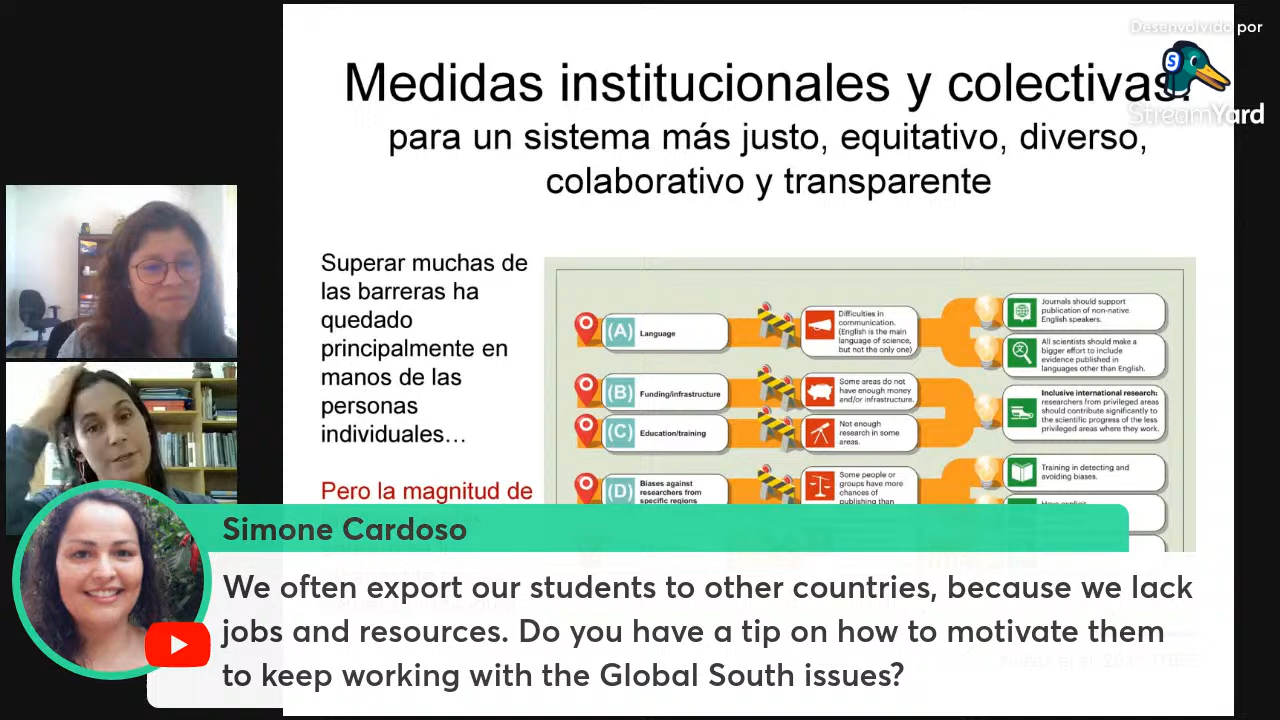 Desenvolvido por
StreamYard
Medidas institucionales y colectivas:
para un sistema más justo, equitativo, diverso,
colaborativo y transparente
Superar muchas de
las barreras ha
quedado
principalmente en
manos de las
personas
individuales…
Pero la magnitud de
(A) Language
Difficulties in
communication.
(English is the main
language of science,
but not the only one)
Journals should support
publication of non-native
English speakers.
All scientists should make a
bigger effort to include
evidence published in
languages other than English.
(B) Funding/infrastructure
Some areas do not
have enough money
and/or infrastructure.
(C) Education/training
Not enough
research in some
areas.
Inclusive international research:
researchers from privileged areas
should contribute significantly to
the scientific progress of the less
privileged areas where they work.
(D) Biases against
researchers from
specific regions
Some people or
groups have more
chances of
publishing than
Training in detecting and
avoiding biases.
Simone Cardoso
We often export our students to other countries, because we lack
jobs and resources. Do you have a tip on how to motivate them
to keep working with the Global South issues?